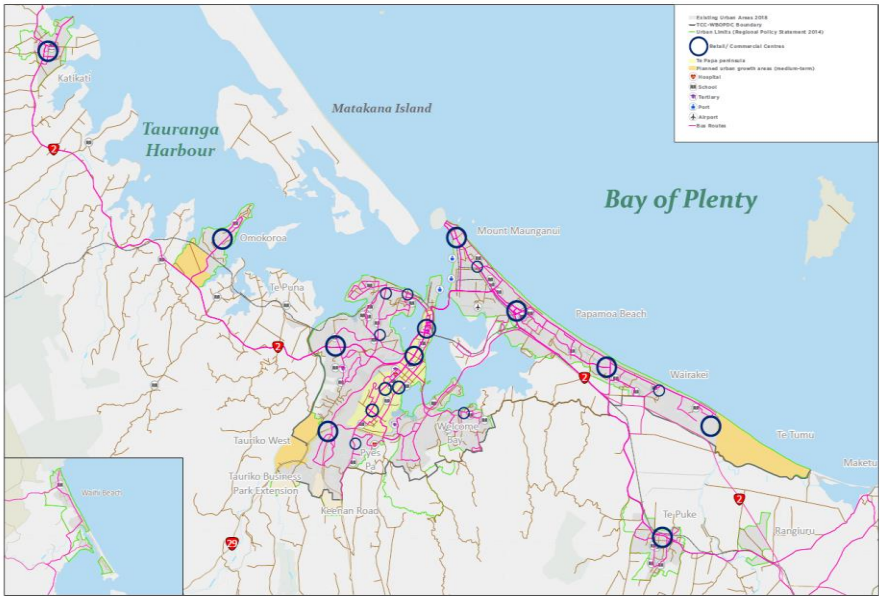 Existing Urban Areas 2018
TCC-WBOPDC Boundary
Urban Limits (Regional Policy Statement 2014)
Retail/ Commercial Centres
Te Papa peninsula
Planned urban growth areas (medium-term)
Hospital
School
Tertiary
Port
Airport
Bus Routes
Katikati
Matakana Island
Tauranga
Harbour
2
Bay of Plenty
Mount Maunganui
Omokoroa
Te Puna
Papamoa Beach
2
Wairakei
2
Welcome
Bay
Te Tumu
Tauriko West
Pyes
Pa
Maketu
Tauriko Business
Park Extension
Waihi Beach
2
Keenan Road
Te Puke
Rangiuru
29